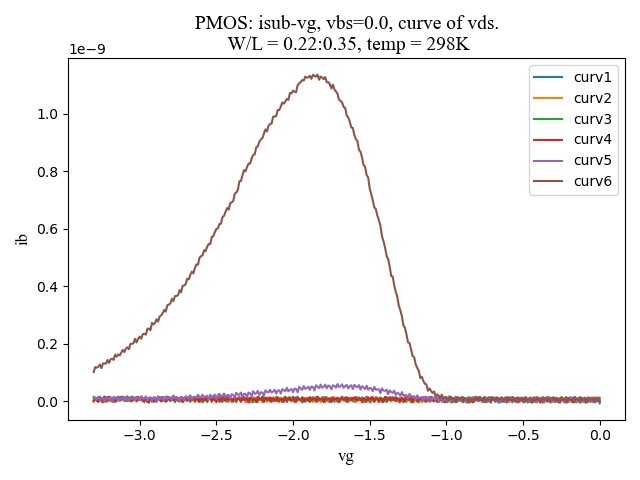 PMOS: isub-vg, vbs=0.0, curve of vds.
W/L = 0.22:0.35, temp = 298K
1e−9
curv1
curv2
curv3
curv4
curv5
curv6
1.0
0.8
0.6
0.4
0.2
0.0
ib
−3.0 −2.5 −2.0 −1.5 −1.0 −0.5 0.0
vg